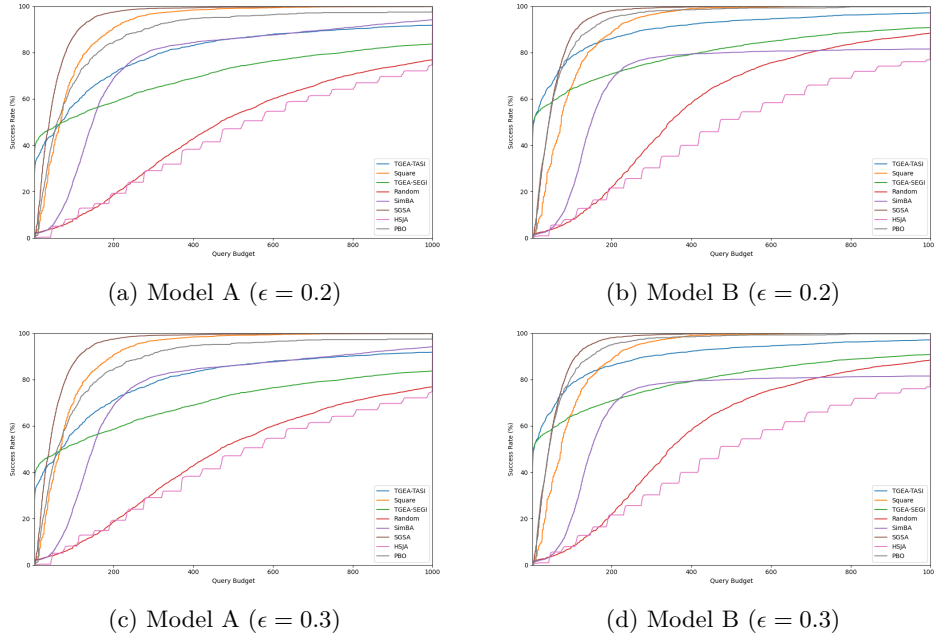 100
80
60
40
20
0
Success Rate (%)
200
400
600
800
1000
Query Budget
TGEA-TASI
Square
TGEA-SEGI
Random
SimBA
SGSA
HSJA
PBO
(a) Model A (ϵ = 0.2)
100
80
60
40
20
0
Success Rate (%)
200
400
600
800
1000
Query Budget
TGEA-TASI
Square
TGEA-SEGI
Random
SimBA
SGSA
HSJA
PBO
(b) Model B (ϵ = 0.2)
100
80
60
40
20
0
Success Rate (%)
200
400
600
800
1000
Query Budget
TGEA-TASI
Square
TGEA-SEGI
Random
SimBA
SGSA
HSJA
PBO
(c) Model A (ϵ = 0.3)
100
80
60
40
20
0
Success Rate (%)
200
400
600
800
1000
Query Budget
TGEA-TASI
Square
TGEA-SEGI
Random
SimBA
SGSA
HSJA
PBO
(d) Model B (ϵ = 0.3)